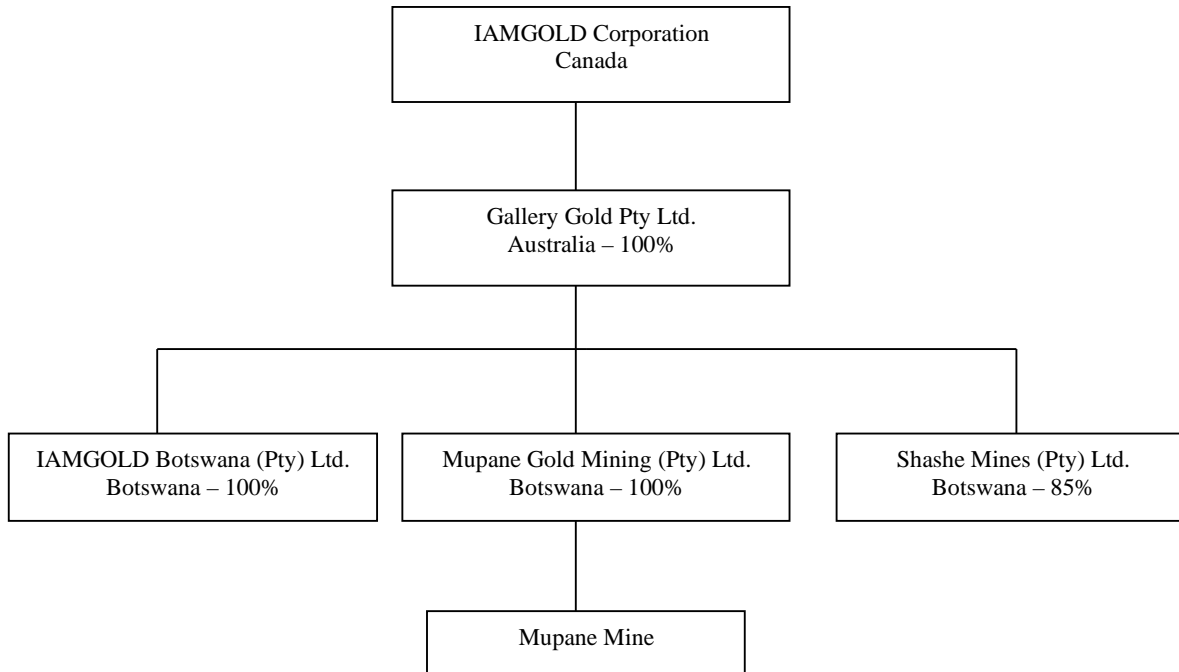 IAMGOLD Corporation
Canada
Gallery Gold Pty Ltd.
Australia – 100%
IAMGOLD Botswana (Pty) Ltd.
Botswana – 100%
Mupane Gold Mining (Pty) Ltd.
Botswana – 100%
Shashe Mines (Pty) Ltd.
Botswana – 85%
Mupane Mine